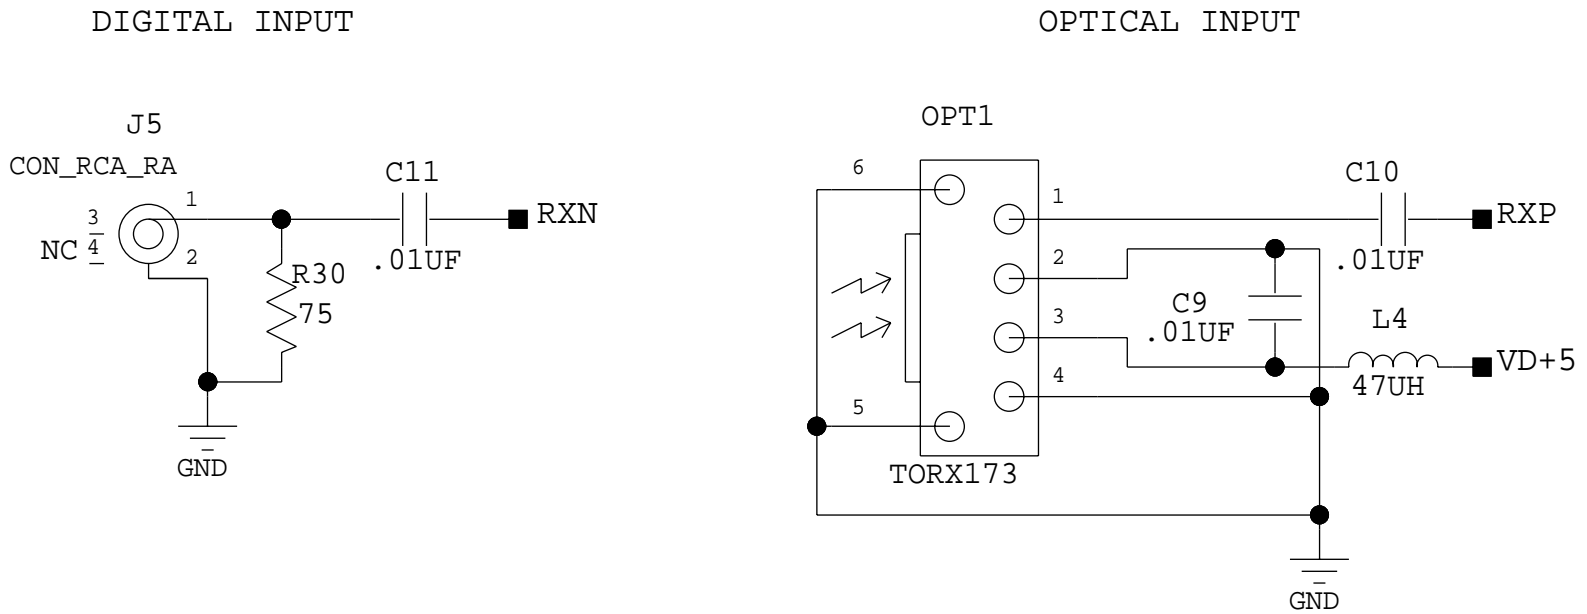 DIGITAL INPUT
J5
CON_RCA_RA
1
3
NC
4
2
C11
.01UF
RXN
R30
75
GND
OPTICAL INPUT
OPT1
6
1
2
3
4
5
TORX173
C10
.01UF
RXP
C9
.01UF
L4
47UH
VD+5
GND